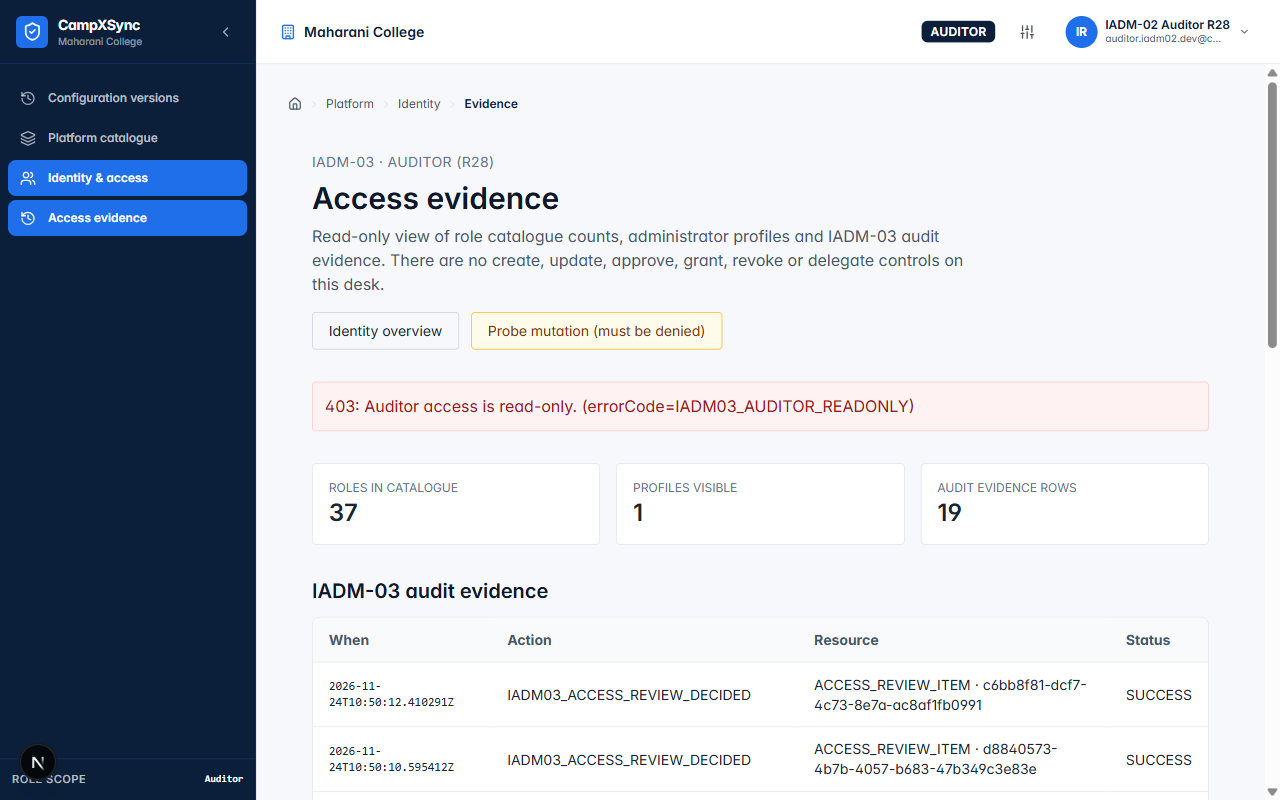 CampXSync
Maharani College
Maharani College
AUDITOR
IR
IADM-02 Auditor R28
auditor.iadm02.dev@c...
Configuration versions
Platform catalogue
Identity & access
Access evidence
Platform
Identity
Evidence
IADM-03 · AUDITOR (R28)
Access evidence
Read-only view of role catalogue counts, administrator profiles and IADM-03 audit
evidence. There are no create, update, approve, grant, revoke or delegate controls on
this desk.
Identity overview
Probe mutation (must be denied)
403: Auditor access is read-only. (errorCode=IADM03_AUDITOR_READONLY)
ROLES IN CATALOGUE
37
PROFILES VISIBLE
1
AUDIT EVIDENCE ROWS
19
IADM-03 audit evidence
When Action Resource Status
2026-11-
24T10:50:12.410291Z
IADM03_ACCESS_REVIEW_DECIDED
ACCESS_REVIEW_ITEM · c6bb8f81-dcf7-
4c73-8e7a-ac8af1fb0991
SUCCESS
2026-11-
24T10:50:10.595412Z
IADM03_ACCESS_REVIEW_DECIDED
ACCESS_REVIEW_ITEM · d8840573-
4b7b-4057-b683-47b349c3e83e
SUCCESS
N
ROLE SCOPE
Auditor